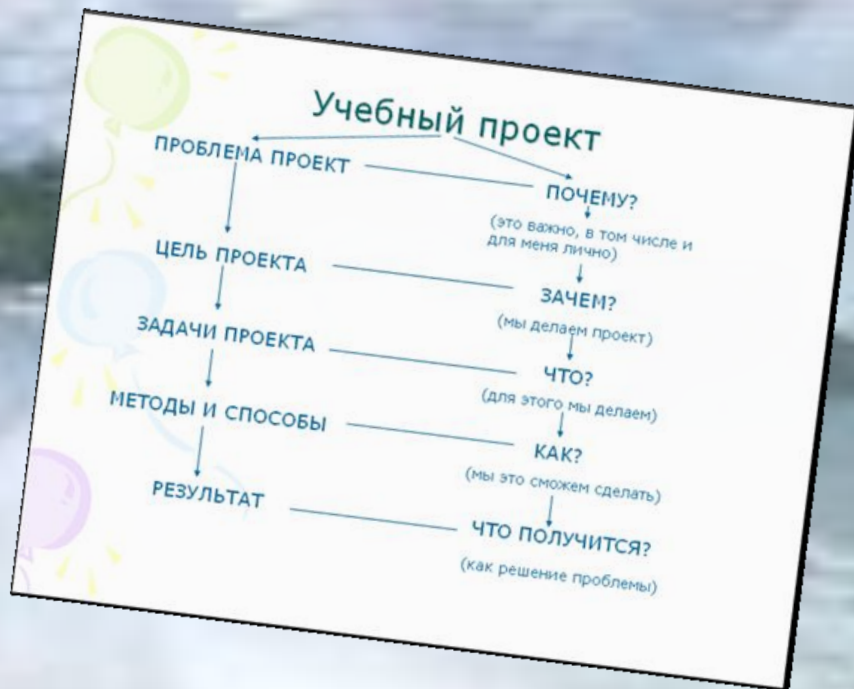 Учебный проект
ПРОБЛЕМА ПРОЕКТ
ПОЧЕМУ?
(это важно, в том числе и
для меня лично)
ЦЕЛЬ ПРОЕКТА
ЗАЧЕМ?
(мы делаем проект)
ЗАДАЧИ ПРОЕКТА
ЧТО?
(для этого мы делаем)
МЕТОДЫ И СПОСОБЫ
КАК?
(мы это сможем сделать)
РЕЗУЛЬТАТ
ЧТО ПОЛУЧИТСЯ?
(как решение проблемы)